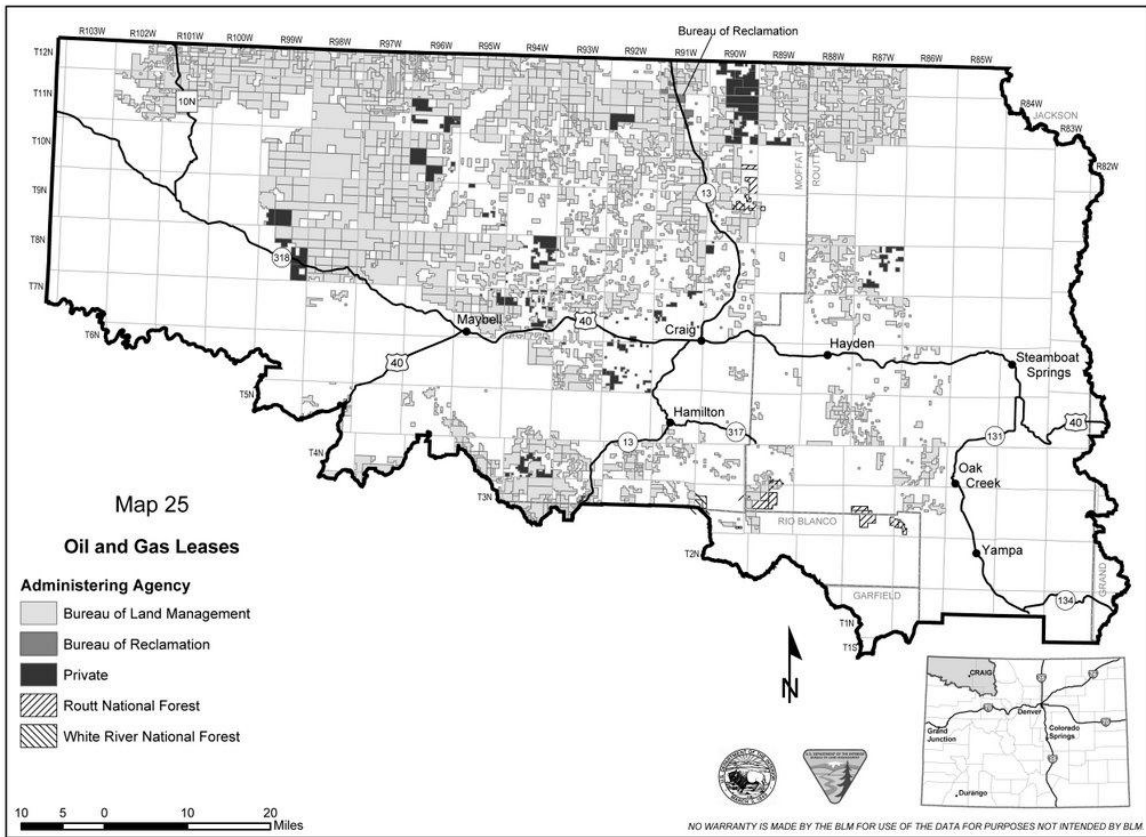 R103W R102W R101W R100W R99W R98W R97W R96W R95W R94W R93W R92W R91W R90W R89W R88W R87W R86W R85W
Bureau of Reclamation
T12N
T11N
T10N
T9N
T8N
T7N
T6N
T5N
T4N
T3N
T2N
T1N
T1S
R84W
JACKSON
R83W
R82W
10N
MOFFAT
ROUTT
13
318
Maybell
40
Craig
Hayden
Steamboat
Springs
40
Hamilton
317
13
131
40
Oak
Creek
RIO BLANCO
Yampa
GARFIELD
GRAND
134
Map 25
Oil and Gas Leases
Administering Agency
Bureau of Land Management
Bureau of Reclamation
Private
Routt National Forest
White River National Forest
N
10 5 0 10 20
Miles
CRAIG
Denver
Grand
Junction
Colorado
Springs
Durango
NO WARRANTY IS MADE BY THE BLM FOR USE OF THE DATA FOR PURPOSES NOT INTENDED BY BLM.